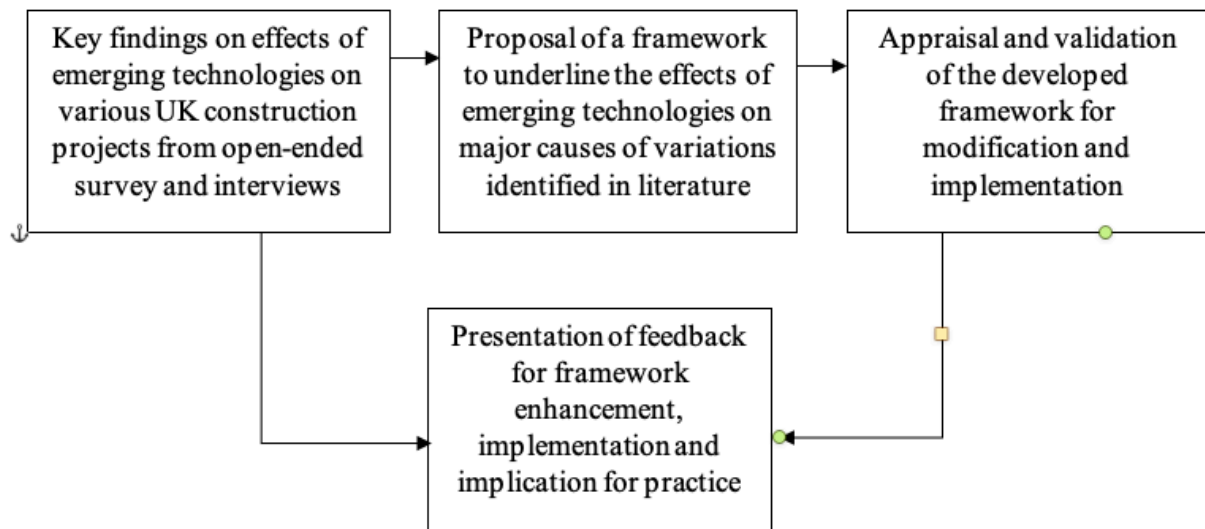 Key findings on effects of
emerging technologies on
various UK construction
projects from open-ended
survey and interviews
Proposal of a framework
to underline the effects of
emerging technologies on
major causes of variations
identified in literature
Appraisal and validation
of the developed
framework for
modification and
implementation
Presentation of feedback
for framework
enhancement,
implementation and
implication for practice